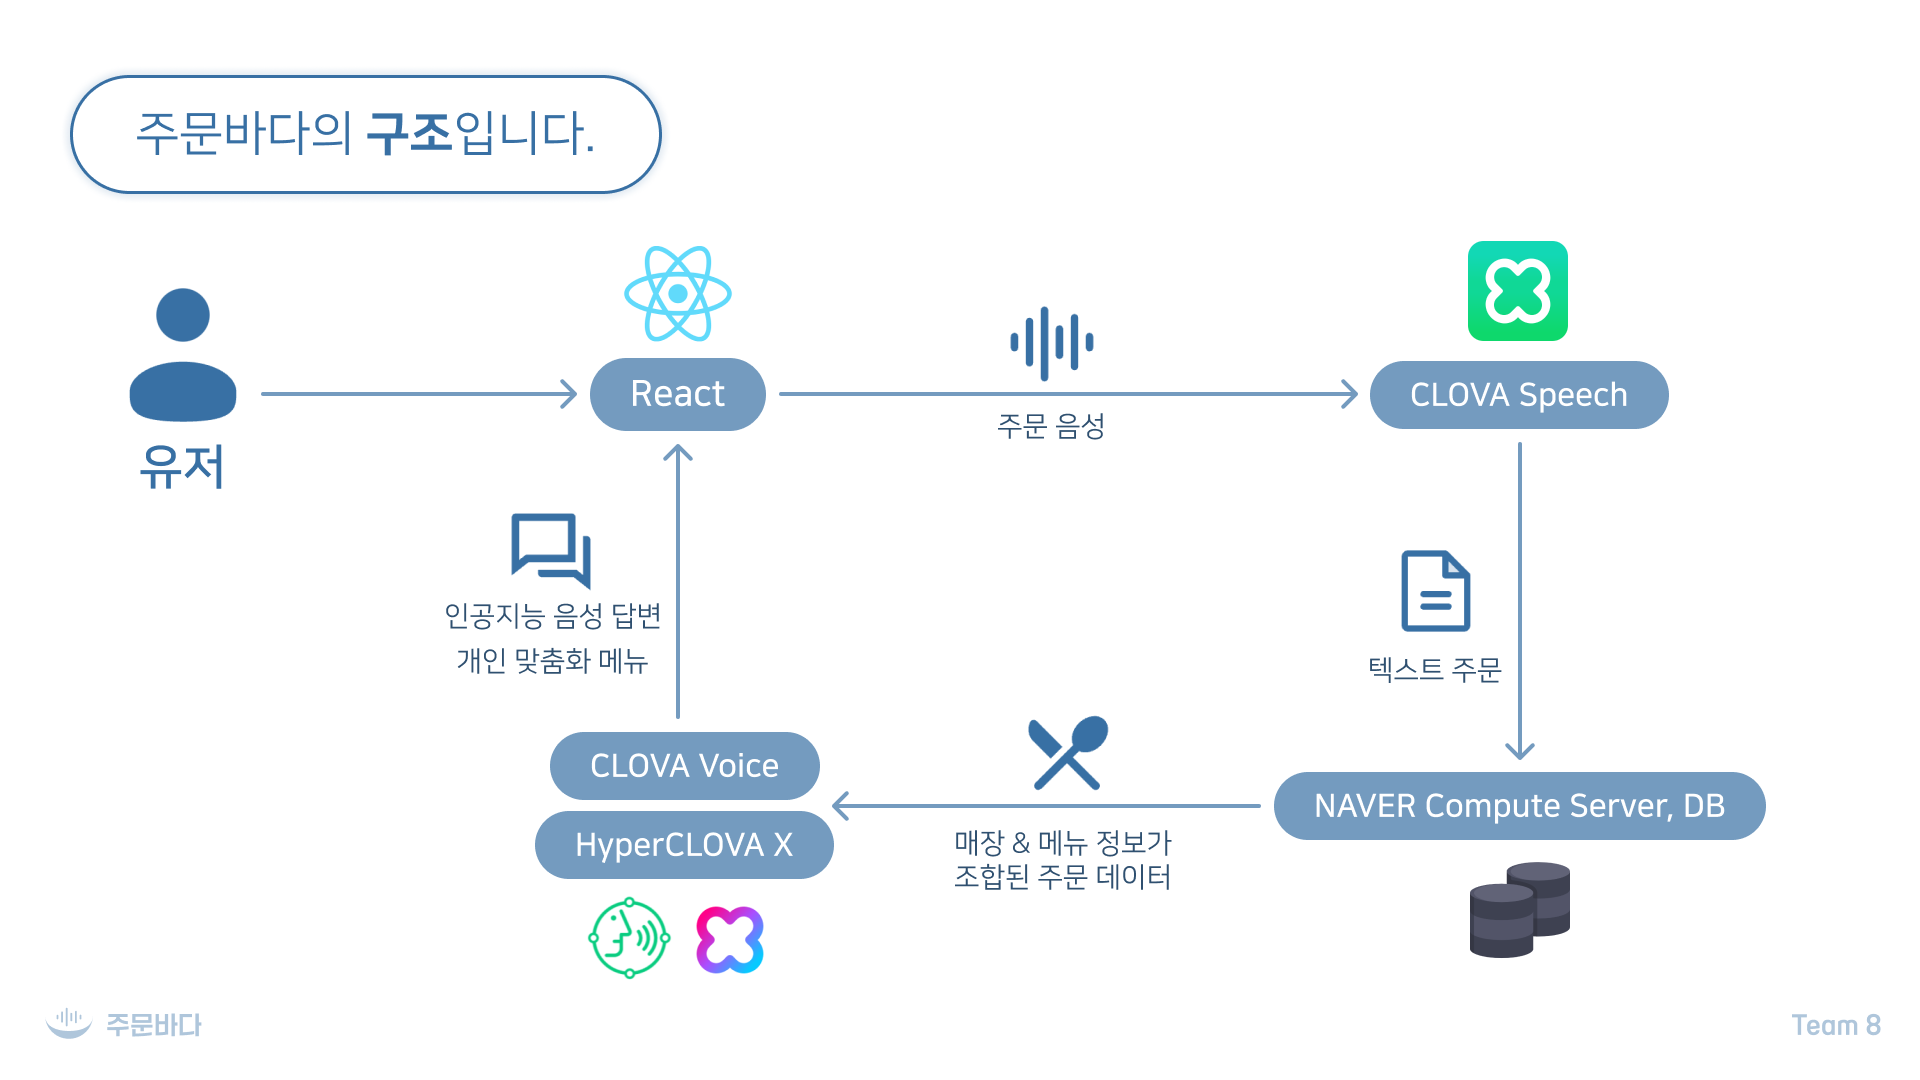 주문바다의 구조입니다.
유저
React
주문 음성
CLOVA Speech
인공지능 음성 답변
개인 맞춤화 메뉴
텍스트 주문
CLOVA Voice
HyperCLOVA X
매장 & 메뉴 정보가
조합된 주문 데이터
NAVER Compute Server, DB
주문바다
Team 8